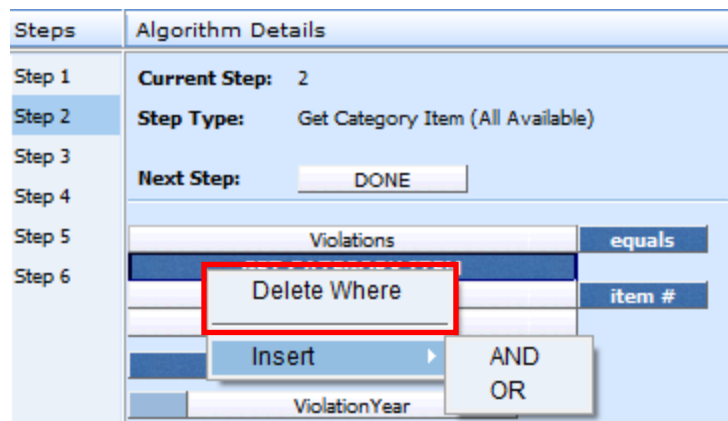 Steps
Algorithm Details
Step 1
Current Step: 2
Step 2
Step Type: Get Category Item (All Available)
Step 3
Next Step: DONE
Step 4
Step 5
Violations equals
Step 6
Delete Where
item #
Insert
AND
OR
ViolationYear